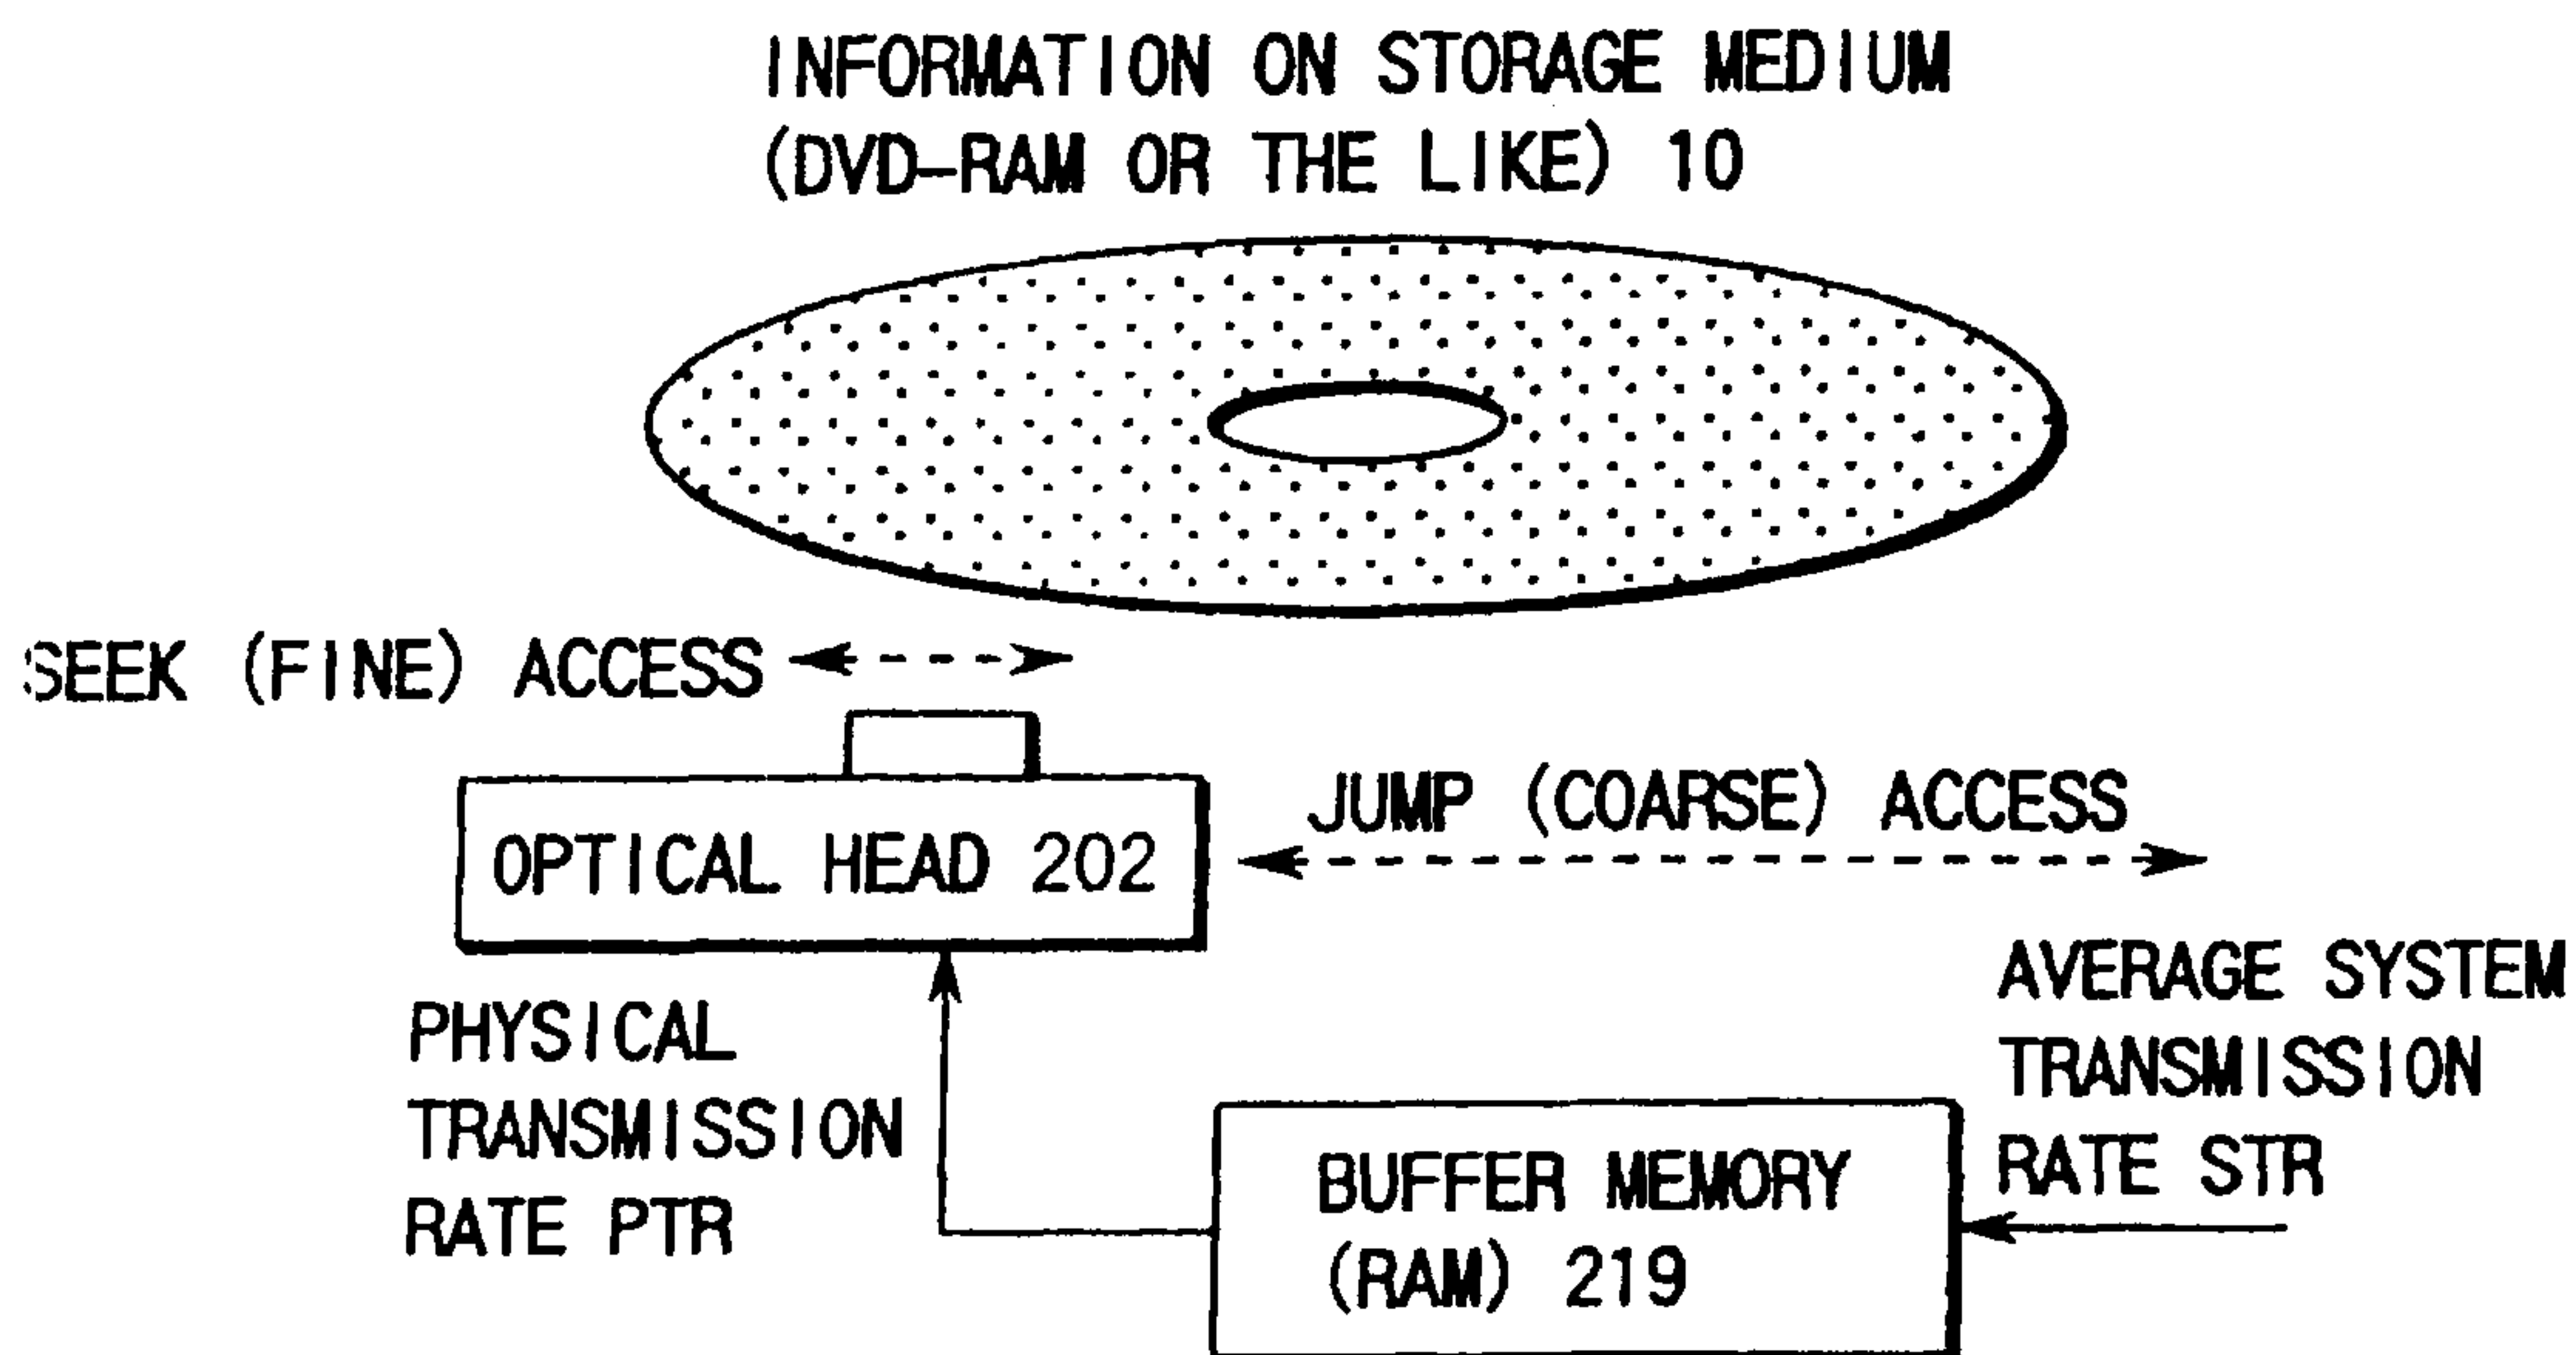 INFORMATION ON STORAGE MEDIUM
(DVD-RAM OR THE LIKE) 10
SEEK (FINE) ACCESS
JUMP (COARSE) ACCESS
OPTICAL HEAD 202
PHYSICAL
TRANSMISSION
RATE PTR
AVERAGE SYSTEM
TRANSMISSION
RATE STR
BUFFER MEMORY
(RAM) 219